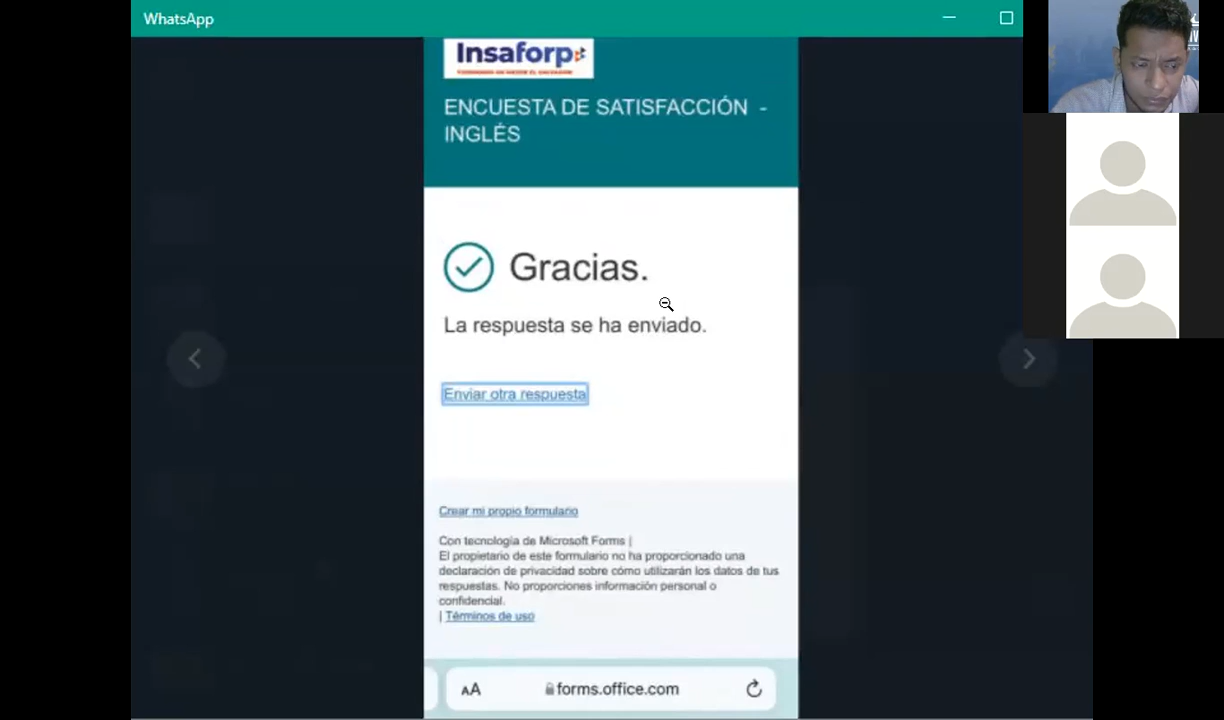 WhatsApp
Insaforp
ENCUESTA DE SATISFACCIÓN -
INGLÉS
Gracias.
La respuesta se ha enviado.
Enviar otra respuesta
Crear mi propio formulario
Con tecnología de Microsoft Forms |
El propietario de este formulario no ha proporcionado una
declaración de privacidad sobre cómo utilizarán los datos de tus
respuestas. No proporciones información personal o
confidencial.
| Términos de uso
AA
forms.office.com